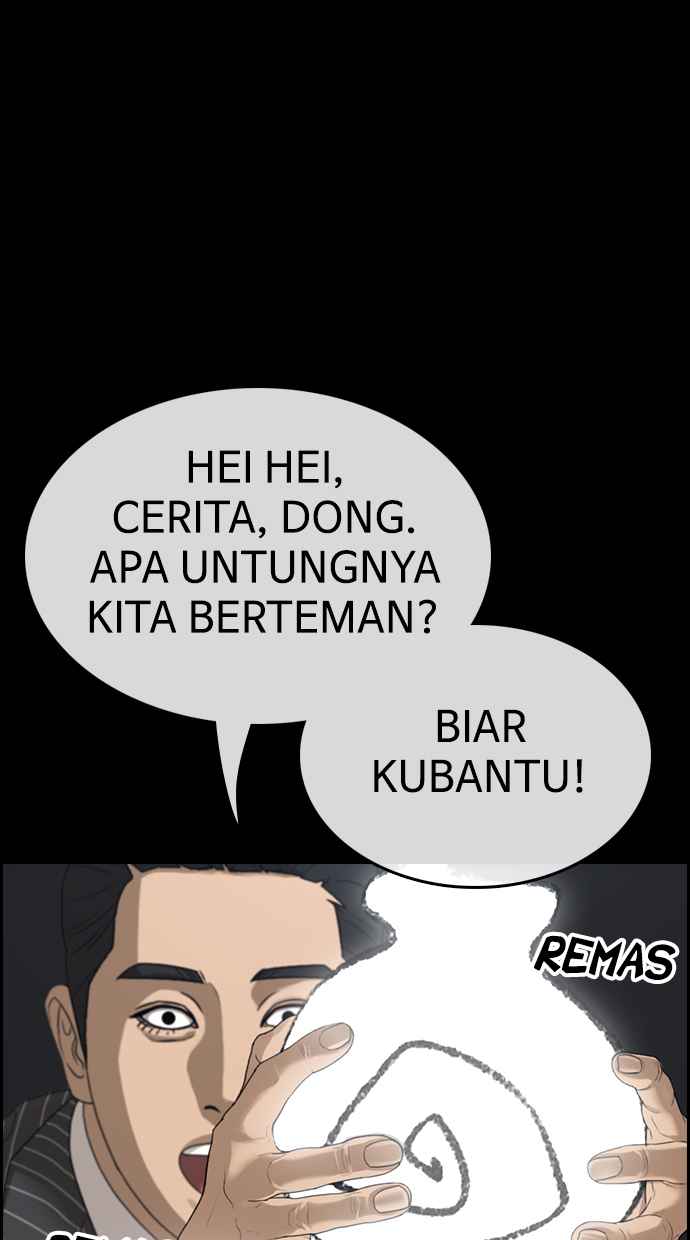 HEI HEI,
CERITA, DONG.
APA UNTUNGNYA
KITA BERTEMAN?
BIAR
KUBANTU!
REMAS